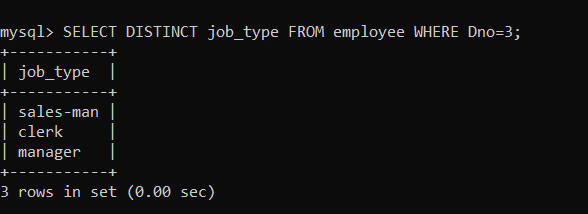 mysql> SELECT DISTINCT job_type FROM employee WHERE Dno=3;
+-----------+
| job_type  |
+-----------+
| sales-man |
| clerk     |
| manager   |
+-----------+
3 rows in set (0.00 sec)